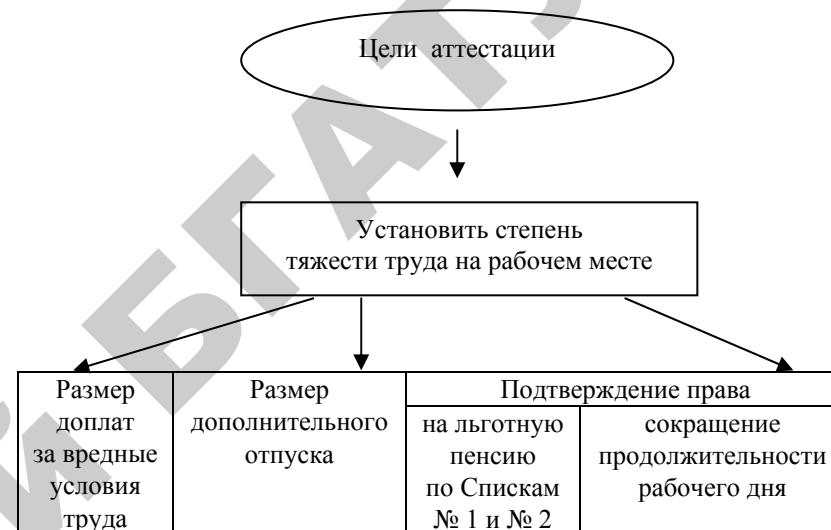 Цели аттестации
Установить степень
тяжести труда на рабочем месте
Размер
доплат
за вредные
условия
труда
Размер
дополнительного
отпуска
Подтверждение права
на льготную
пенсию
по Спискам
№ 1 и № 2
сокращение
продолжительности
рабочего дня
Й БГАТУ